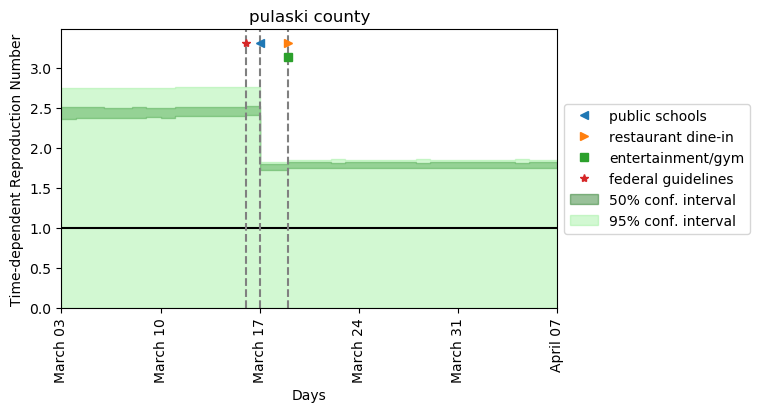 pulaski county
Time-dependent Reproduction Number
3.0
2.5
2.0
1.5
1.0
0.5
0.0
March 03
March 10
March 17
March 24
March 31
April 07
Days
public schools
restaurant dine-in
entertainment/gym
federal guidelines
50% conf. interval
95% conf. interval